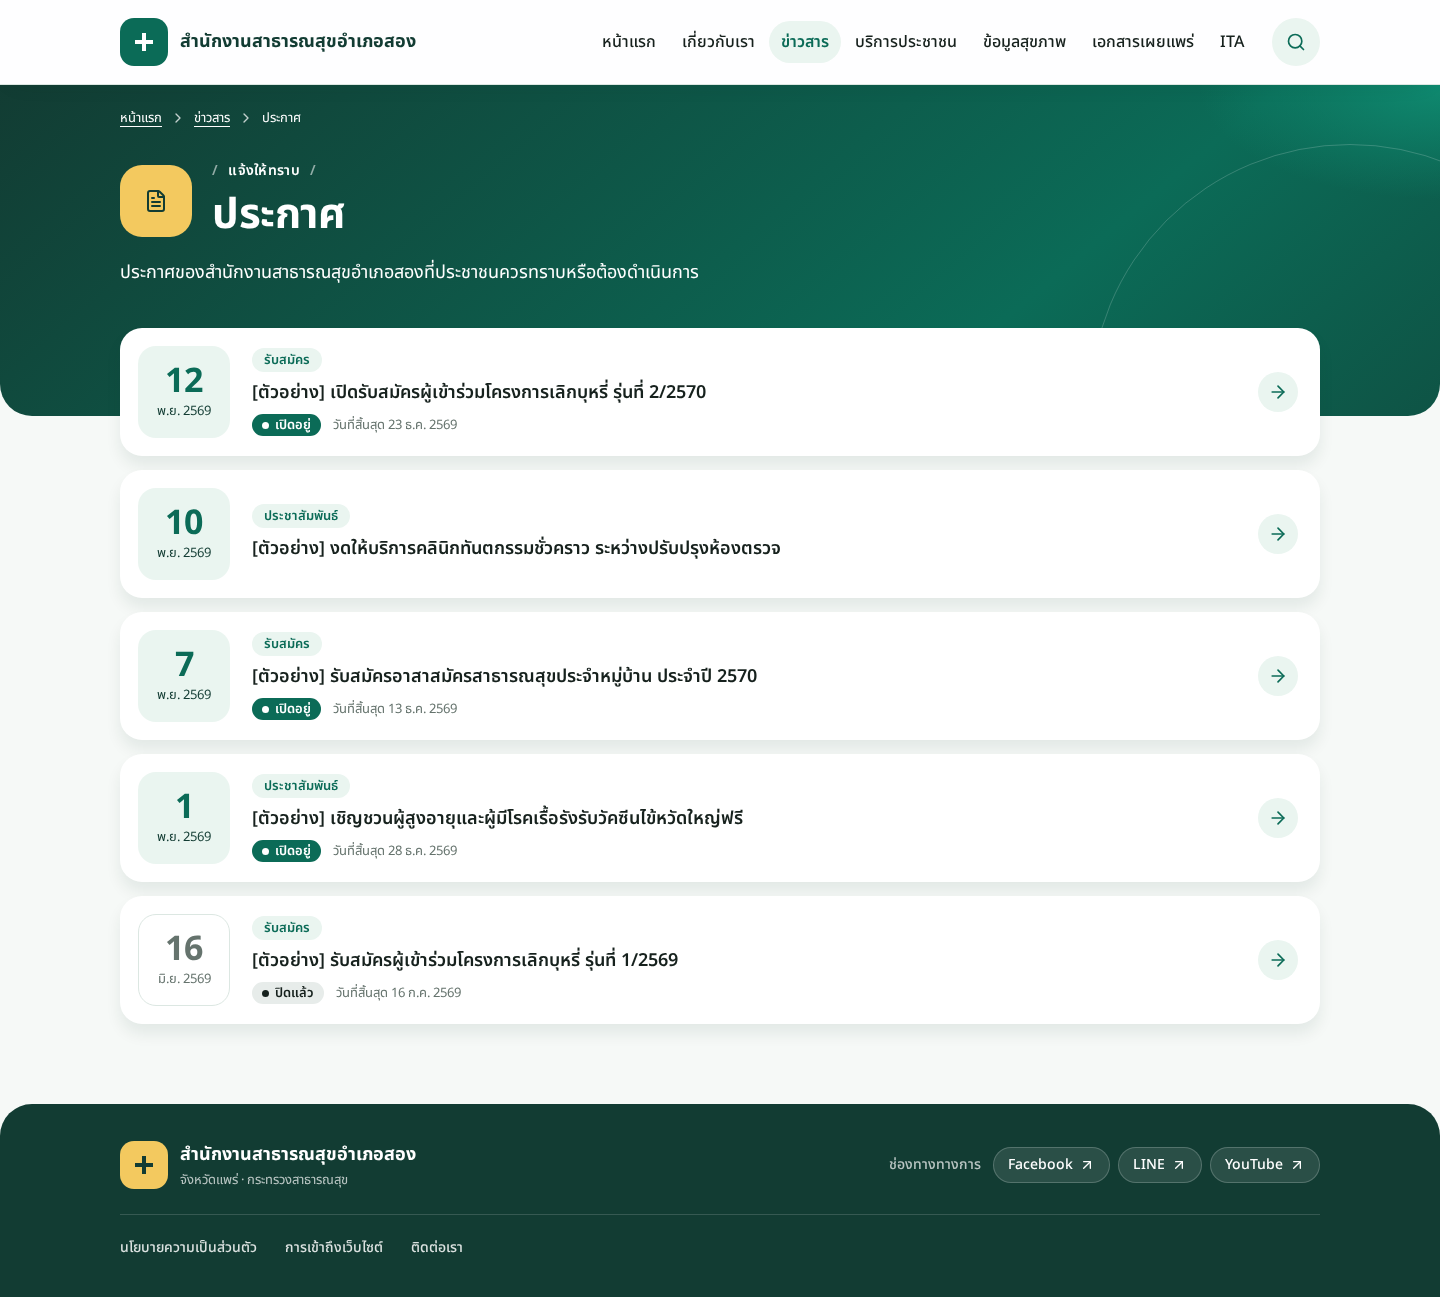 สำนักงานสาธารณสุขอำเภอสอง
หน้าแรก เกี่ยวกับเรา ข่าวสาร บริการประชาชน ข้อมูลสุขภาพ เอกสารเผยแพร่ ITA
หน้าแรก ข่าวสาร ประกาศ
/ แจ้งให้ทราบ /
ประกาศ
ประกาศของสำนักงานสาธารณสุขอำเภอสองที่ประชาชนควรทราบหรือต้องดำเนินการ
12
พ.ย. 2569
รับสมัคร
[ตัวอย่าง] เปิดรับสมัครผู้เข้าร่วมโครงการเลิกบุหรี่ รุ่นที่ 2/2570
เปิดอยู่ วันที่สิ้นสุด 23 ธ.ค. 2569
10
พ.ย. 2569
ประชาสัมพันธ์
[ตัวอย่าง] งดให้บริการคลินิกทันตกรรมชั่วคราว ระหว่างปรับปรุงห้องตรวจ
7
พ.ย. 2569
รับสมัคร
[ตัวอย่าง] รับสมัครอาสาสมัครสาธารณสุขประจำหมู่บ้าน ประจำปี 2570
เปิดอยู่ วันที่สิ้นสุด 13 ธ.ค. 2569
1
พ.ย. 2569
ประชาสัมพันธ์
[ตัวอย่าง] เชิญชวนผู้สูงอายุและผู้มีโรคเรื้อรังรับวัคซีนไข้หวัดใหญ่ฟรี
เปิดอยู่ วันที่สิ้นสุด 28 ธ.ค. 2569
16
มิ.ย. 2569
รับสมัคร
[ตัวอย่าง] รับสมัครผู้เข้าร่วมโครงการเลิกบุหรี่ รุ่นที่ 1/2569
ปิดแล้ว วันที่สิ้นสุด 16 ก.ค. 2569
สำนักงานสาธารณสุขอำเภอสอง
จังหวัดแพร่ · กระทรวงสาธารณสุข
ช่องทางทางการ Facebook LINE YouTube
นโยบายความเป็นส่วนตัว การเข้าถึงเว็บไซต์ ติดต่อเรา